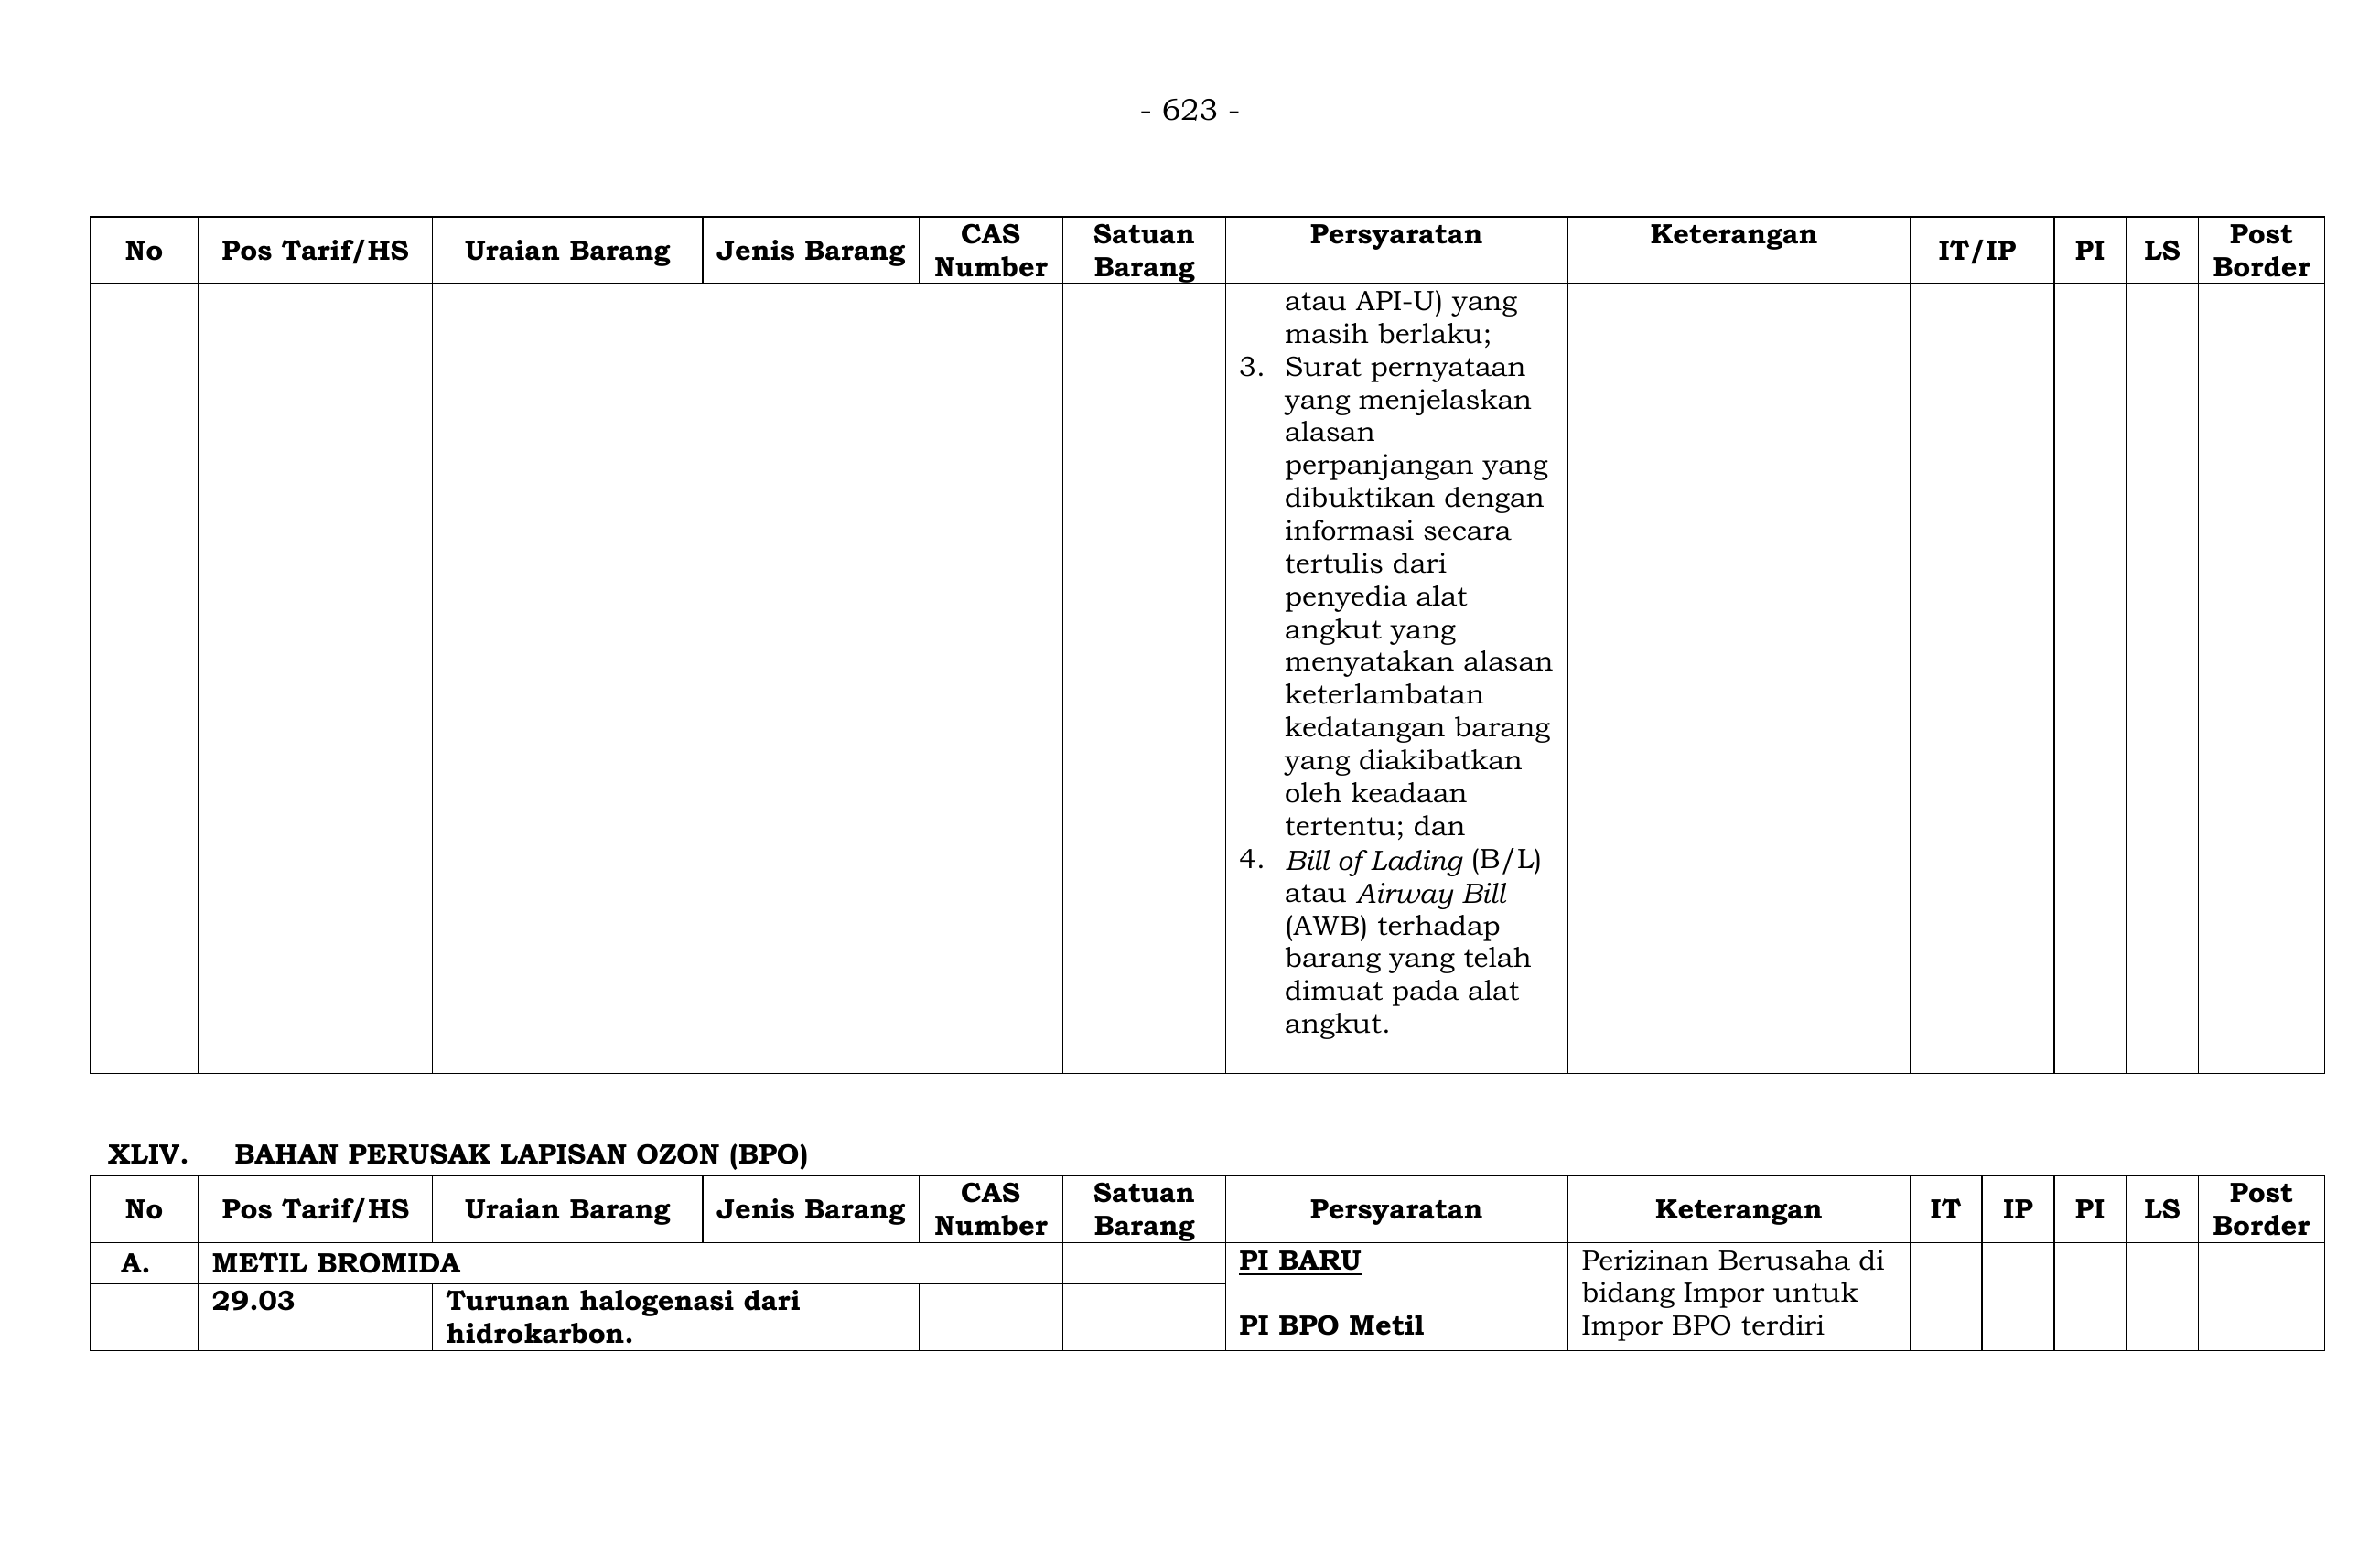 - 623 -
No Pos Tarif/HS Uraian Barang Jenis Barang CAS Number Satuan Barang Persyaratan Keterangan IT/IP PI LS Post Border
atau API-U) yang
masih berlaku;
3. Surat pernyataan
yang menjelaskan
alasan
perpanjangan yang
dibuktikan dengan
informasi secara
tertulis dari
penyedia alat
angkut yang
menyatakan alasan
keterlambatan
kedatangan barang
yang diakibatkan
oleh keadaan
tertentu; dan
4. Bill of Lading (B/L)
atau Airway Bill
(AWB) terhadap
barang yang telah
dimuat pada alat
angkut.
XLIV. BAHAN PERUSAK LAPISAN OZON (BPO)
No Pos Tarif/HS Uraian Barang Jenis Barang CAS Number Satuan Barang Persyaratan Keterangan IT IP PI LS Post Border
A. METIL BROMIDA
29.03 Turunan halogenasi dari
hidrokarbon.
PI BARU
PI BPO Metil
Perizinan Berusaha di
bidang Impor untuk
Impor BPO terdiri